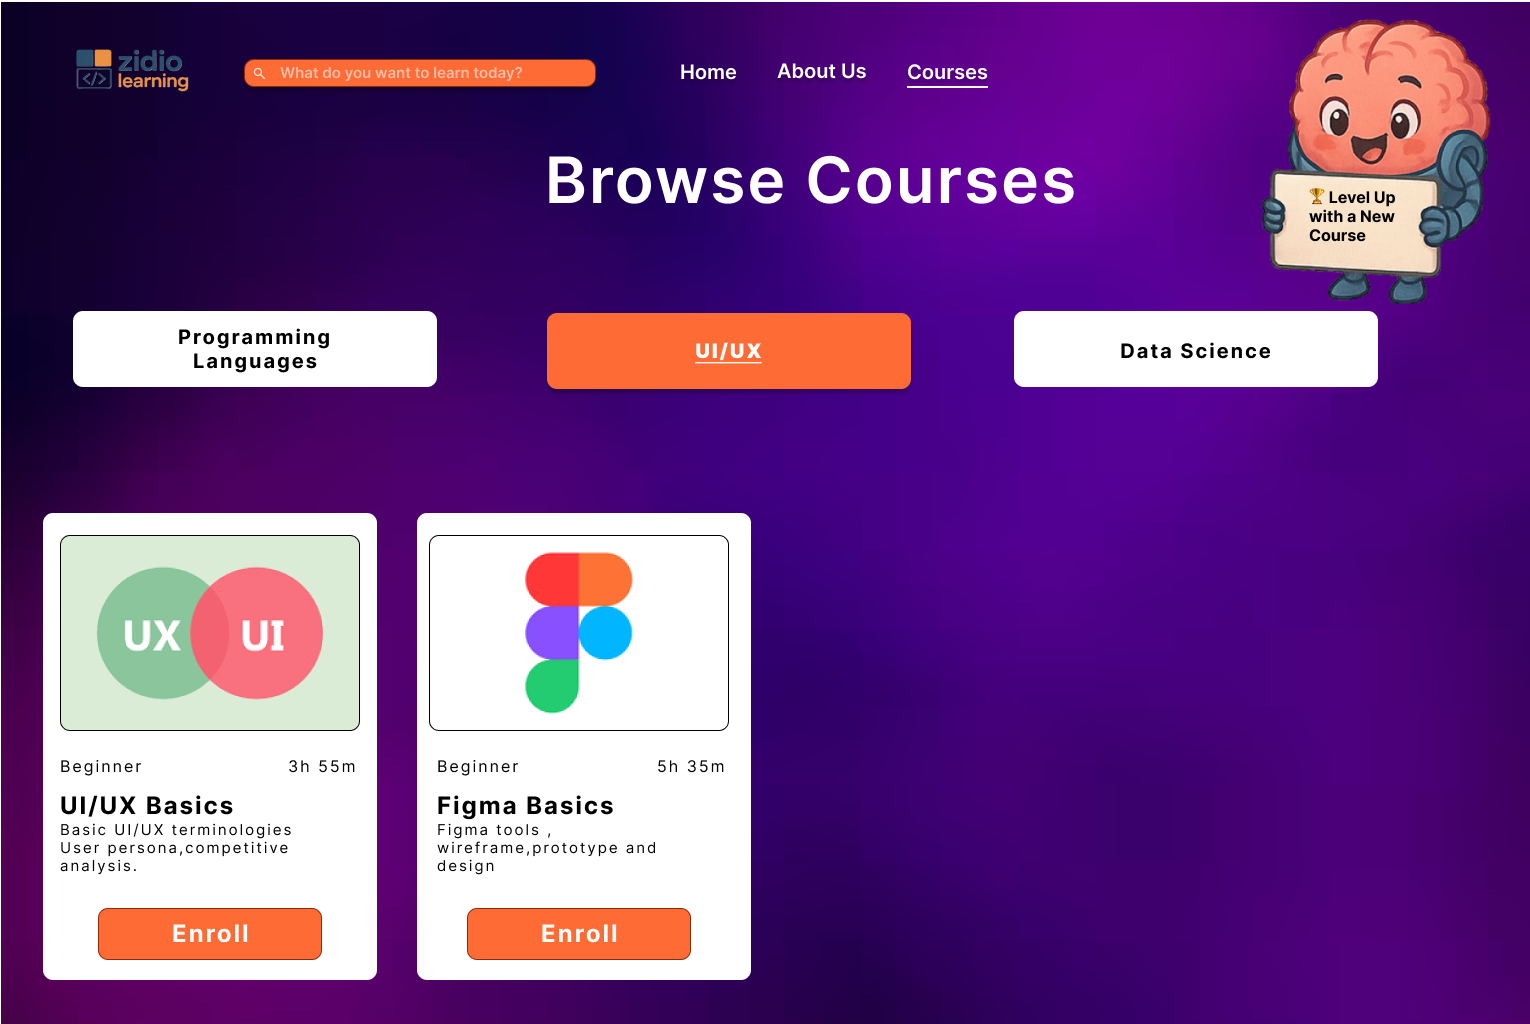 zidio
learning
</>
What do you want to learn today?
Home
About Us
Courses
Browse Courses
🏆 Level Up
with a New
Course
Programming
Languages
UI/UX
Data Science
UX
UI
Beginner
3h 55m
UI/UX Basics
Basic UI/UX terminologies
User persona,competitive
analysis.
Enroll
Beginner
5h 35m
Figma Basics
Figma tools ,
wireframe,prototype and
design
Enroll